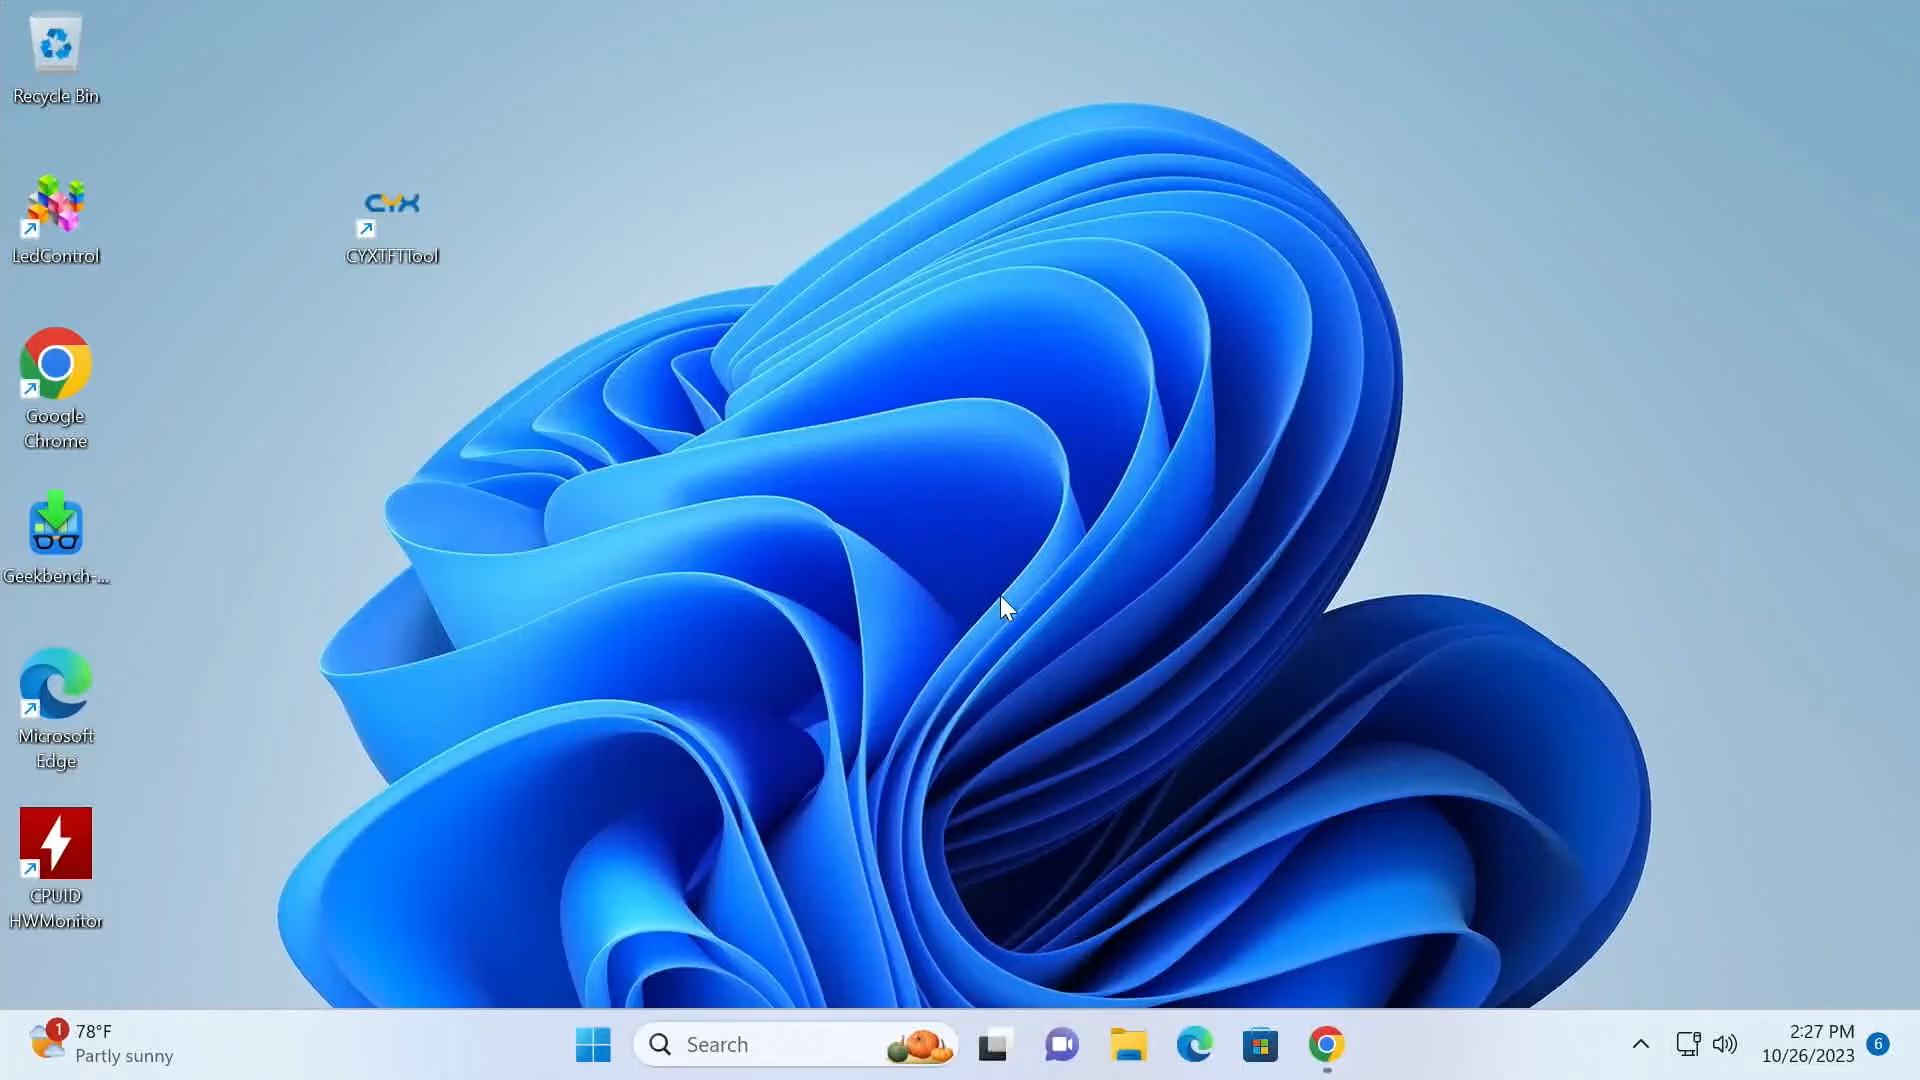 Recycle Bin
LedControl
CYX
CYXTFTTool
Google
Chrome
Geekbench-...
Microsoft
Edge
CPUID
HWMonitor
1
78°F
Partly sunny
Search
2:27 PM
10/26/2023
6